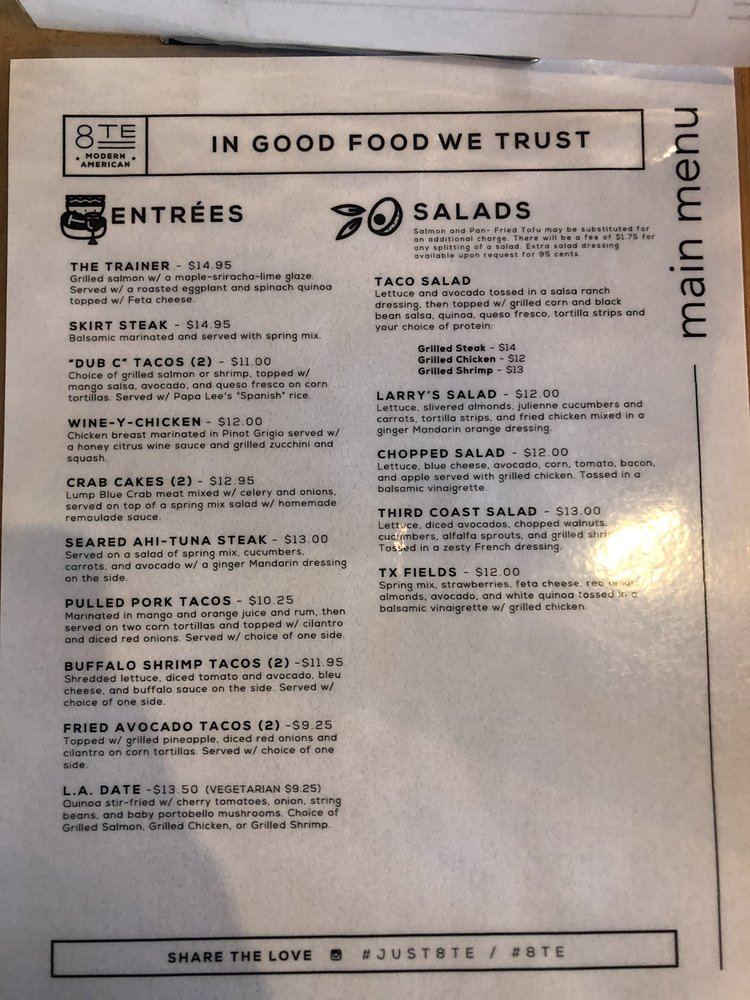 8TE
MODERN
AMERICAN
IN GOOD FOOD WE TRUST
main menu
ENTRÉES
THE TRAINER - $14.95
Grilled salmon w/ a maple-sriracha-lime glaze.
Served w/ a roasted eggplant and spinach quinoa
topped w/ Feta cheese.
SKIRT STEAK - $14.95
Balsamic marinated and served with spring mix.
"DUB C" TACOS (2) - $11.00
Choice of grilled salmon or shrimp, topped w/
mango salsa, avocado, and queso fresco on corn
tortillas. Served w/ Papa Lee's "Spanish" rice.
WINE-Y-CHICKEN - $12.00
Chicken breast marinated in Pinot Grigio served w/
a honey citrus wine sauce and grilled zucchini and
squash.
CRAB CAKES (2) - $12.95
Lump Blue Crab meat mixed w/ celery and onions,
served on top of a spring mix salad w/ homemade
remoulade sauce.
SEARED AHI-TUNA STEAK - $13.00
Served on a salad of spring mix, cucumbers,
carrots, and avocado w/ a ginger Mandarin dressing
on the side.
PULLED PORK TACOS - $10.25
Marinated in mango and orange juice and rum, then
served on two corn tortillas and topped w/ cilantro
and diced red onions. Served w/ choice of one side.
BUFFALO SHRIMP TACOS (2) -$11.95
Shredded lettuce, diced tomato and avocado, bleu
cheese, and buffalo sauce on the side. Served w/
choice of one side.
FRIED AVOCADO TACOS (2) -$9.25
Topped w/ grilled pineapple, diced red onions and
cilantro on corn tortillas. Served w/ choice of one
side.
L.A. DATE -$13.50 (VEGETARIAN $9.25)
Quinoa stir-fried w/ cherry tomatoes, onion, string
beans, and baby portobello mushrooms. Choice of
Grilled Salmon, Grilled Chicken, or Grilled Shrimp.
SALADS
Salmon and Pan- Fried Tofu may be substituted for
an additional charge. There will be a fee of $1.75 for
any splitting of a salad. Extra salad dressing
available upon request for 95 cents
TACO SALAD
Lettuce and avocado tossed in a salsa ranch
dressing, then topped w/ grilled corn and black
bean salsa, quinoa, queso fresco, tortilla strips and
your choice of protein:
Grilled Steak - $14
Grilled Chicken - $12
Grilled Shrimp - $13
LARRY'S SALAD - $12.00
Lettuce, slivered almonds, julienne cucumbers and
carrots, tortilla strips, and fried chicken mixed in a
ginger Mandarin orange dressing.
CHOPPED SALAD - $12.00
Lettuce, blue cheese, avocado, corn, tomato, bacon,
and apple served with grilled chicken. Tossed in a
balsamic vinaigrette.
THIRD COAST SALAD - $13.00
Lettuce, diced avocados, chopped walnuts,
cucumbers, alfalfa sprouts, and grilled
Tossed in a zesty French dressing.
TX FIELDS - $12.00
Spring mix, strawberries, feta cheese, red onion,
almonds, avocado, and white quinoa tossed in a
balsamic vinaigrette w/ grilled chicken.
SHARE THE LOVE #JUST8TE / #8TE